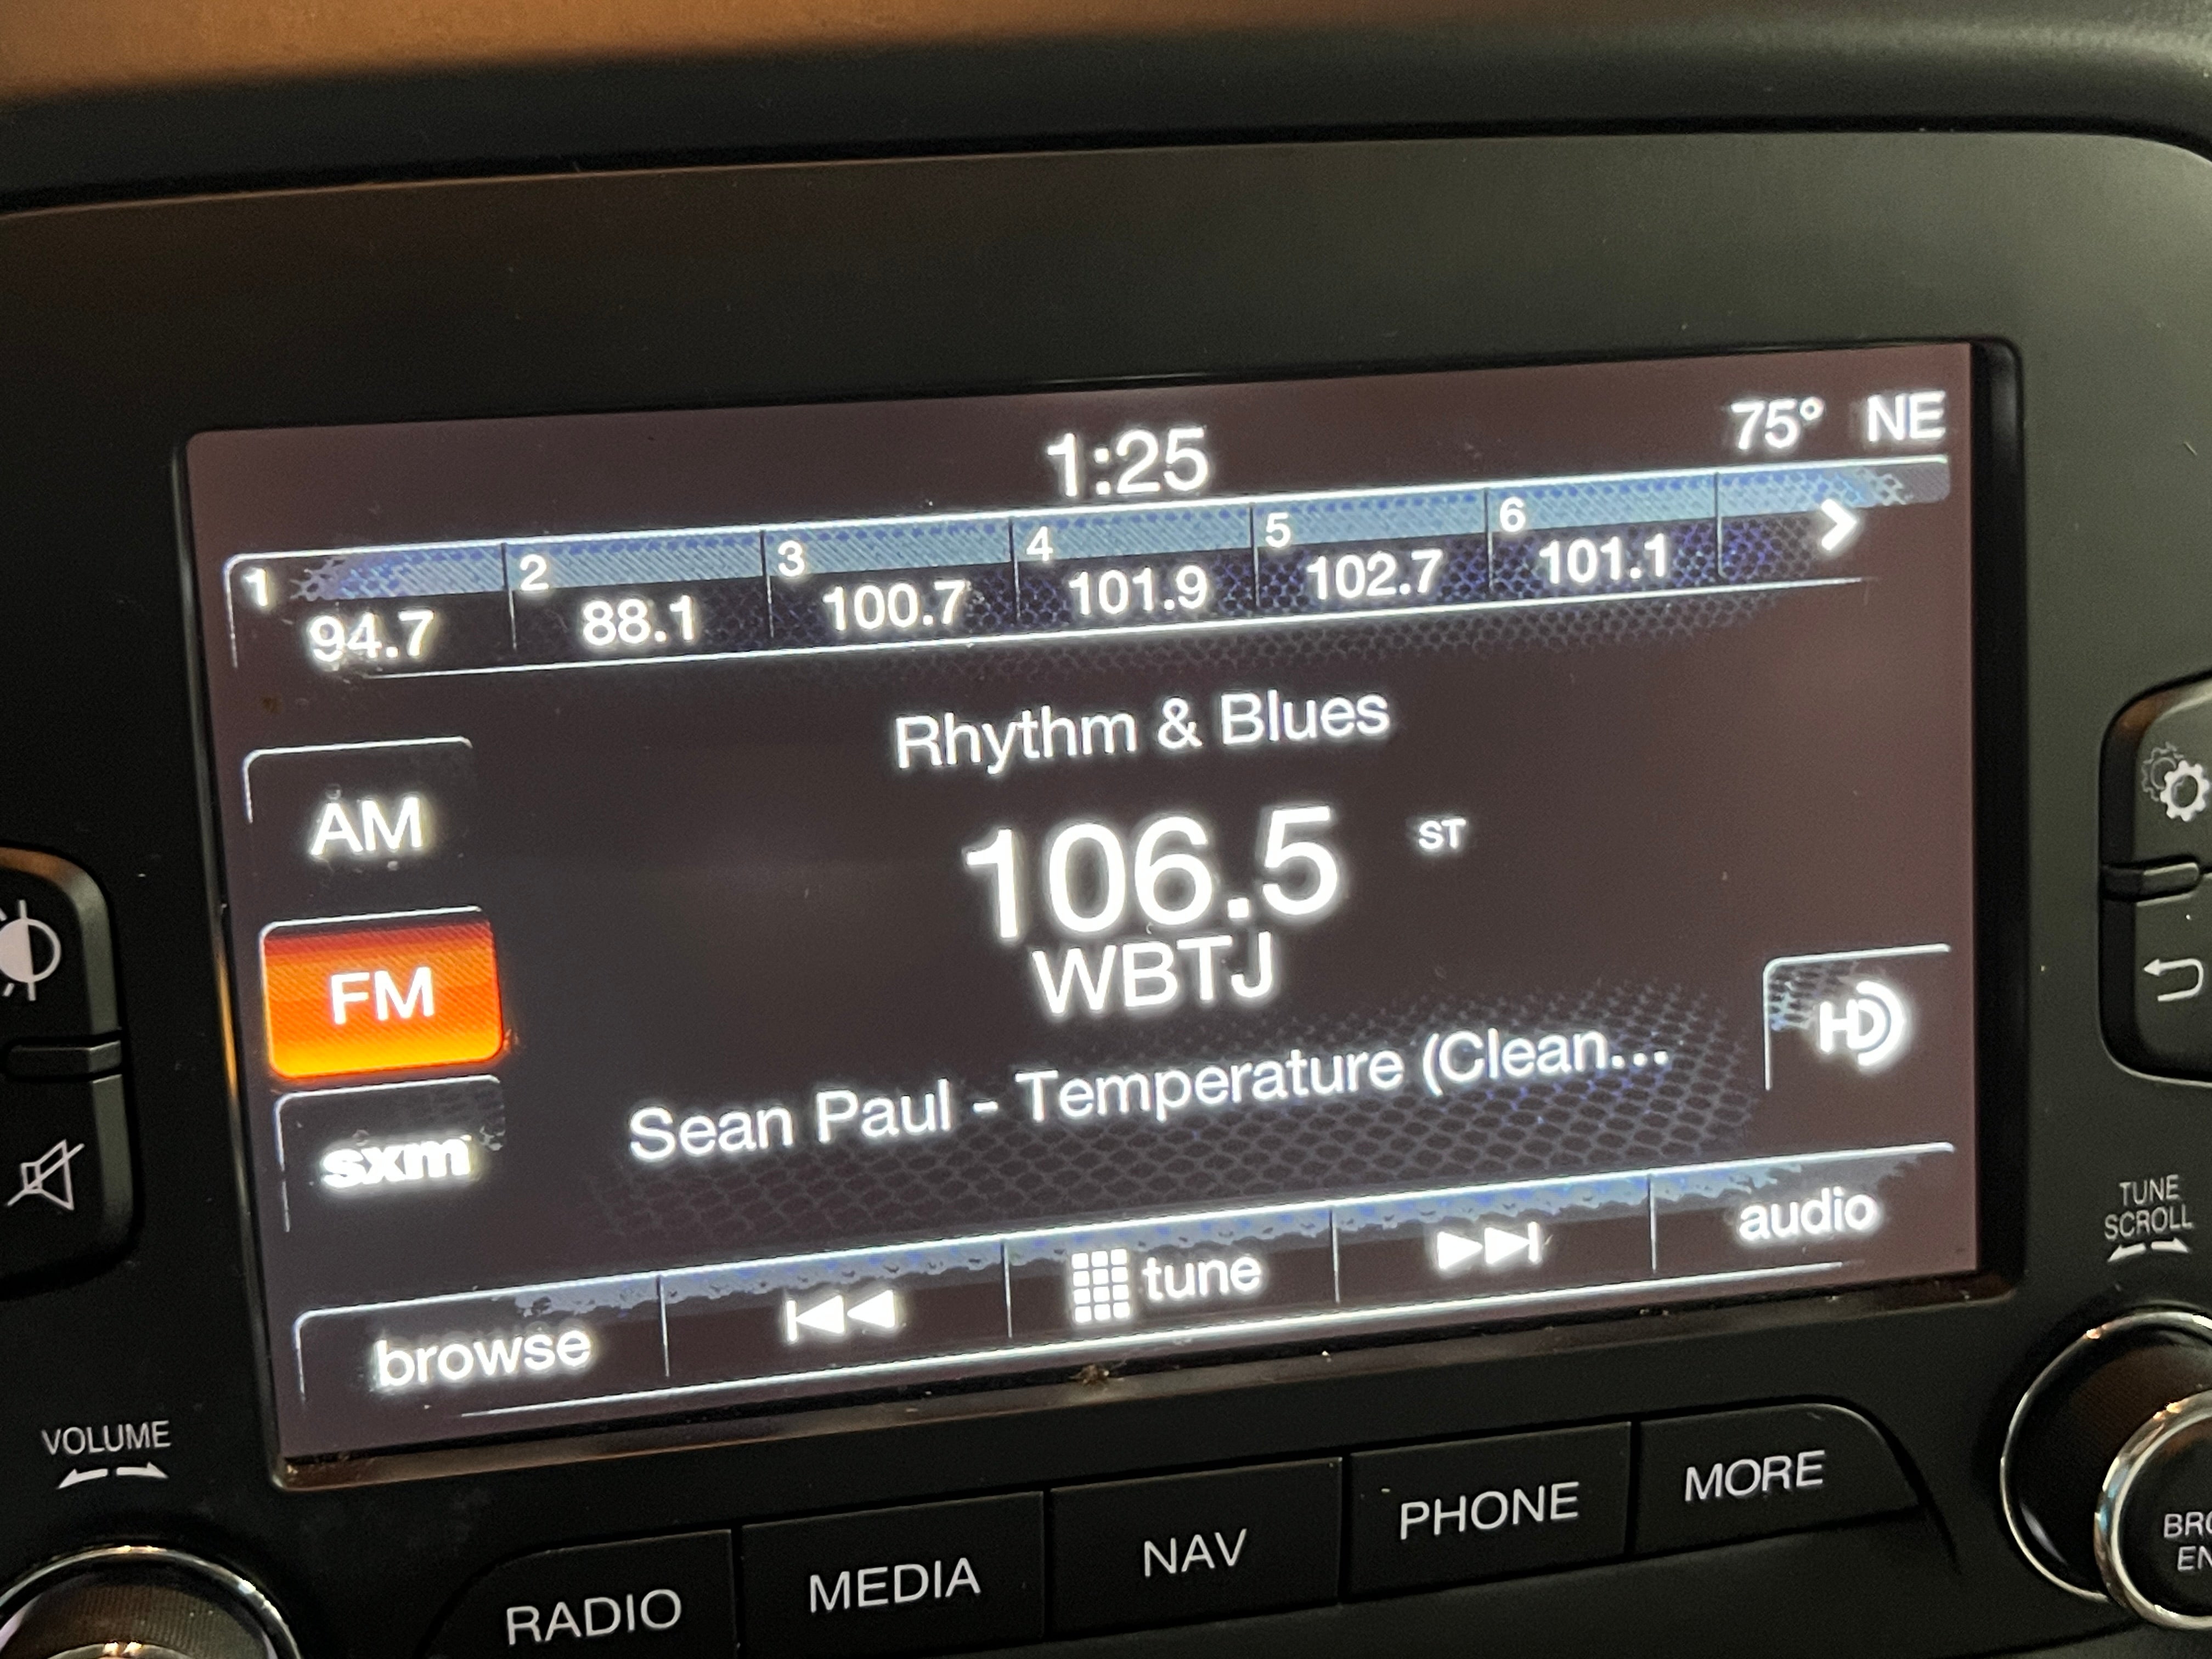 1:25
75° NE
1 2 3 4 5 6
94.7 88.1 100.7 101.9 102.7 101.1
Rhythm & Blues
AM
106.5 ST
WBTJ
FM
HD
Sean Paul - Temperature (Clean...
sxm
browse tune audio
VOLUME
TUNE
SCROLL
RADIO MEDIA NAV PHONE MORE